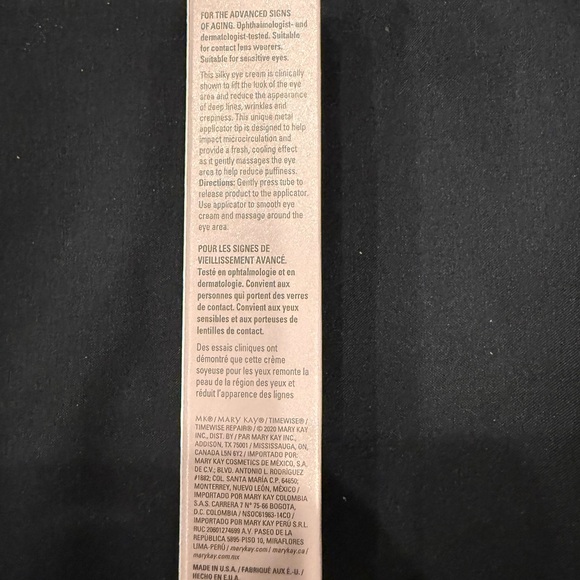 FOR THE ADVANCED SIGNS
OF AGING. Ophthalmologist- and
dermatologist-tested. Suitable
for contact lens wearers.
Suitable for sensitive eyes.
This silky eye cream is clinically
shown to lift the look of the eye
area and reduce the appearance
of deep lines, wrinkles and
crepiness. This unique metal
applicator tip is designed to help
impact microcirculation and
provide a fresh, cooling effect
as it gently massages the eye
area to help reduce puffiness.
Directions: Gently press tube to
release product to the applicator.
Use applicator to smooth eye
cream and massage around the
eye area.
POUR LES SIGNES DE
VIEILLISSEMENT AVANCÉ.
Testé en ophtalmologie et en
dermatologie. Convient aux
personnes qui portent des verres
de contact. Convient aux yeux
sensibles et aux porteuses de
lentilles de contact.
Des essais cliniques ont
démontré que cette crème
soyeuse pour les yeux remonte la
peau de la région des yeux et
réduit l'apparence des lignes
MK® / MARY KAY® / TIMEWISE® /
TIMEWISE REPAIR® / © 2020 MARY KAY
INC., DIST. BY / PAR MARY KAY INC.,
ADDISON, TX 75001 / MISSISSAUGA, ON,
CANADA L5N 6Y2 / IMPORTADO POR:
MARY KAY COSMETICS DE MÉXICO, S.A.
DE C.V.; BLVD. ANTONIO L. RODRÍGUEZ
#1882; COL. SANTA MARÍA C.P. 64650;
MONTERREY, NUEVO LEÓN, MÉXICO /
IMPORTADO POR MARY KAY COLOMBIA
S.A.S. CARRERA 7 N° 75-66 BOGOTA,
D.C. COLOMBIA / NSOC61963-14CO /
IMPORTADO POR MARY KAY PERÚ S.R.L.
RUC 20601274699 A.V. PASEO DE LA
REPÚBLICA 5895-PISO 10, MIRAFLORES
LIMA-PERÚ / marykay.com / marykay.ca /
marykay.com.mx
MADE IN U.S.A. / FABRIQUÉ AUX É.-U. /
HECHO EN E.U.A.